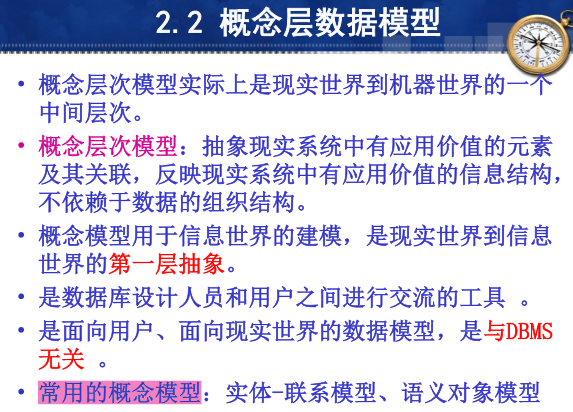 2.2 概念层数据模型
• 概念层次模型实际上是现实世界到机器世界的一个
中间层次。
• 概念层次模型：抽象现实系统中有应用价值的元素
及其关联，反映现实系统中有应用价值的信息结构，
不依赖于数据的组织结构。
• 概念模型用于信息世界的建模，是现实世界到信息
世界的第一层抽象。
• 是数据库设计人员和用户之间进行交流的工具 。
• 是面向用户、面向现实世界的数据模型，是与DBMS
无关 。
• 常用的概念模型：实体-联系模型、语义对象模型